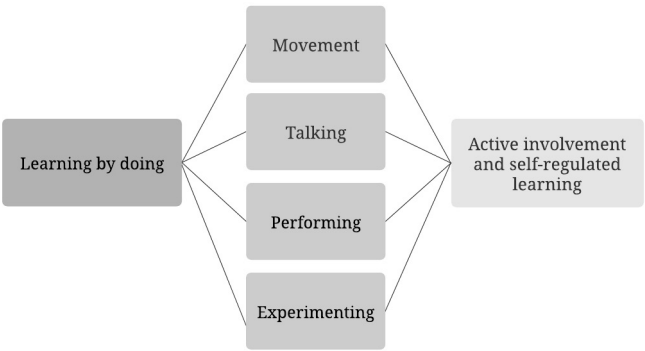 Movement
Talking
Learning by doing
Active involvement
and self-regulated
learning
Performing
Experimenting